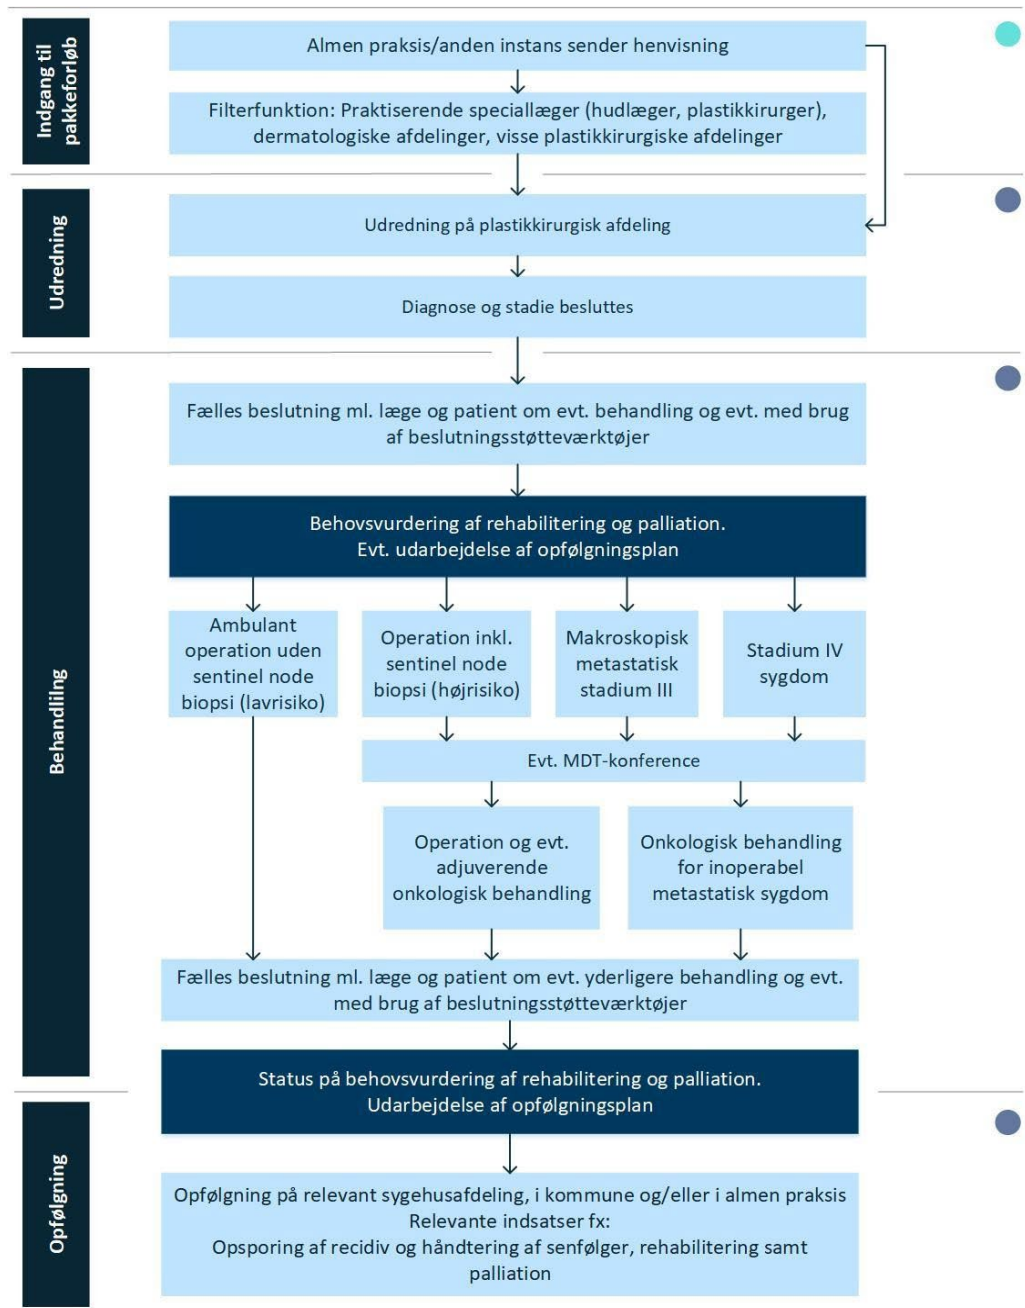 Indgang til
pakkeforløb
Almen praksis/anden instans sender henvisning
Filterfunktion: Praktiserende speciallæger (hudlæger, plastikkirurger),
dermatologiske afdelinger, visse plastikkirurgiske afdelinger
Udredning
Udredning på plastikkirurgisk afdeling
Diagnose og stadie besluttes
Behandlilng
Fælles beslutning ml. læge og patient om evt. behandling og evt. med brug
af beslutningsstøtteværktøjer
Behovsvurdering af rehabilitering og palliation.
Evt. udarbejdelse af opfølgningsplan
Ambulant
operation uden
sentinel node
biopsi (lavrisiko)
Operation inkl.
sentinel node
biopsi (højrisiko)
Makroskopisk
metastatisk
stadium III
Stadium IV
sygdom
Evt. MDT-konference
Operation og evt.
adjuverende
onkologisk behandling
Onkologisk behandling
for inoperabel
metastatisk sygdom
Fælles beslutning ml. læge og patient om evt. yderligere behandling og evt.
med brug af beslutningsstøtteværktøjer
Status på behovsvurdering af rehabilitering og palliation.
Udarbejdelse af opfølgningsplan
Opfølgning
Opfølgning på relevant sygehusafdeling, i kommune og/eller i almen praksis
Relevante indsatser fx:
Opsporing af recidiv og håndtering af senfølger, rehabilitering samt
palliation